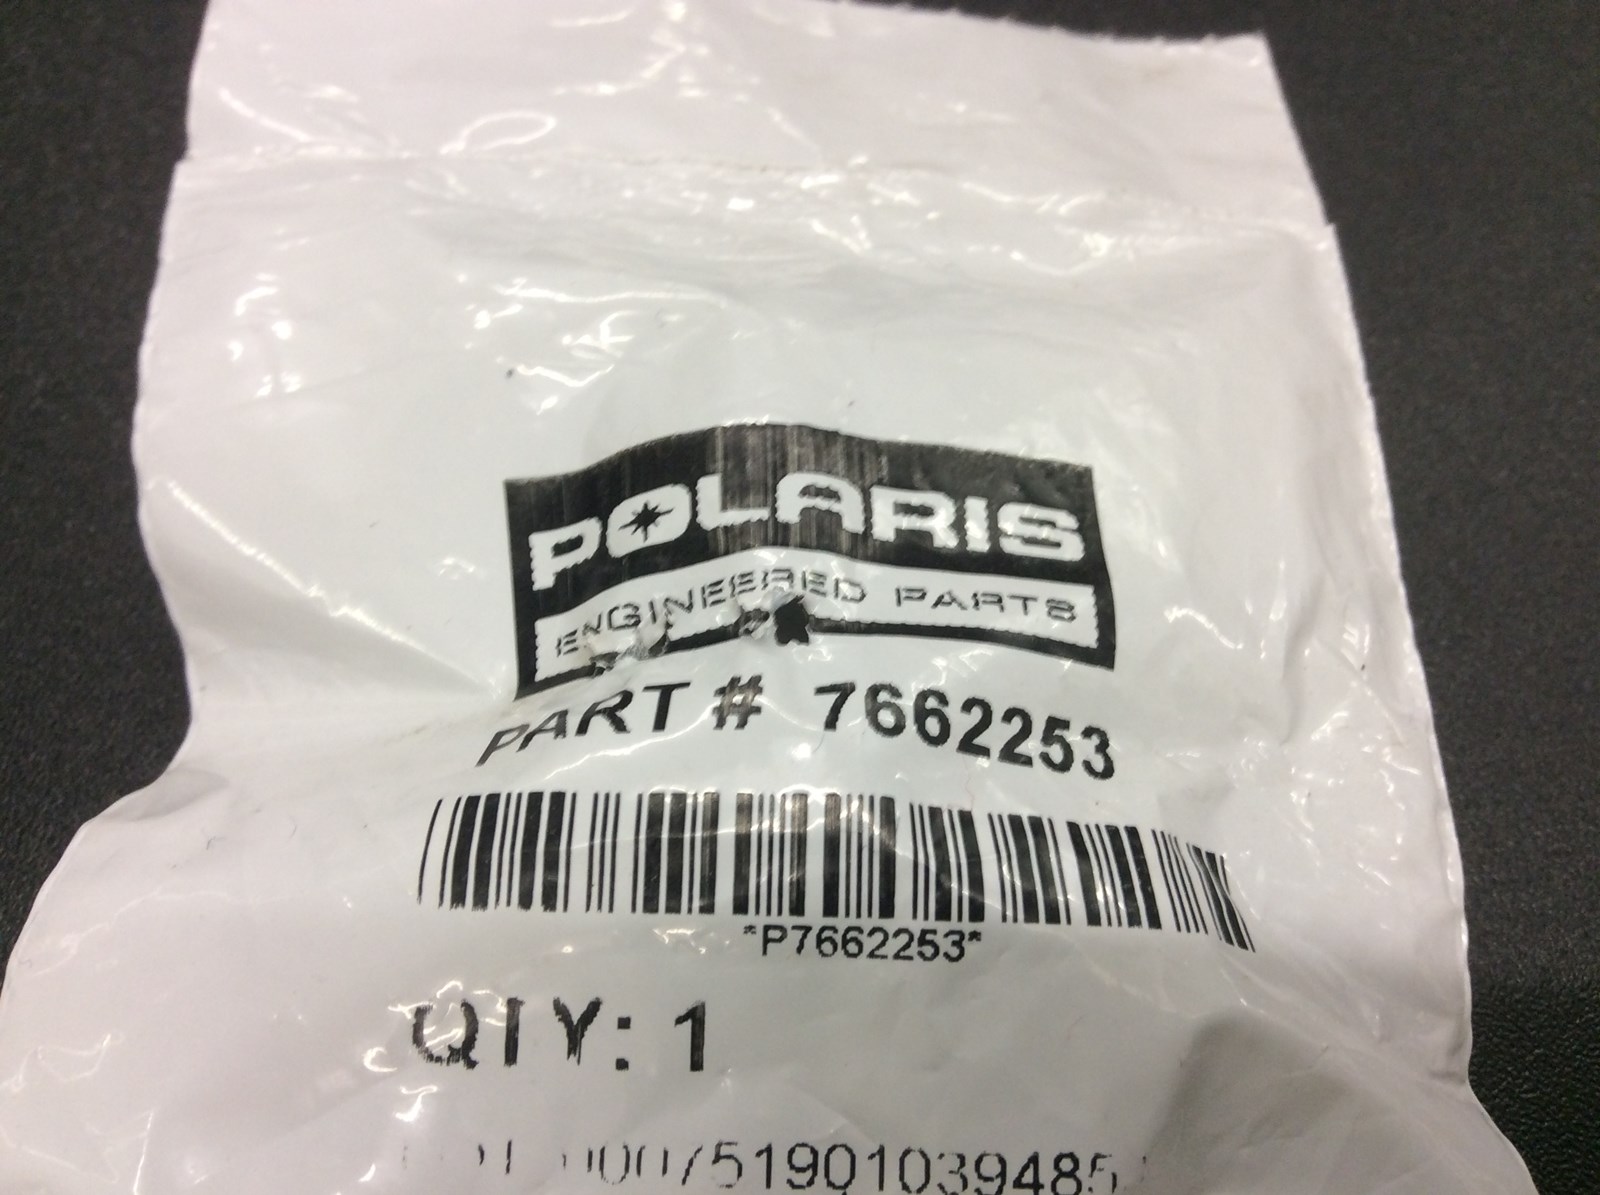 POLARIS
ENGINEERED PARTS
PART # 7662253
*P7662253*
QTY: 1